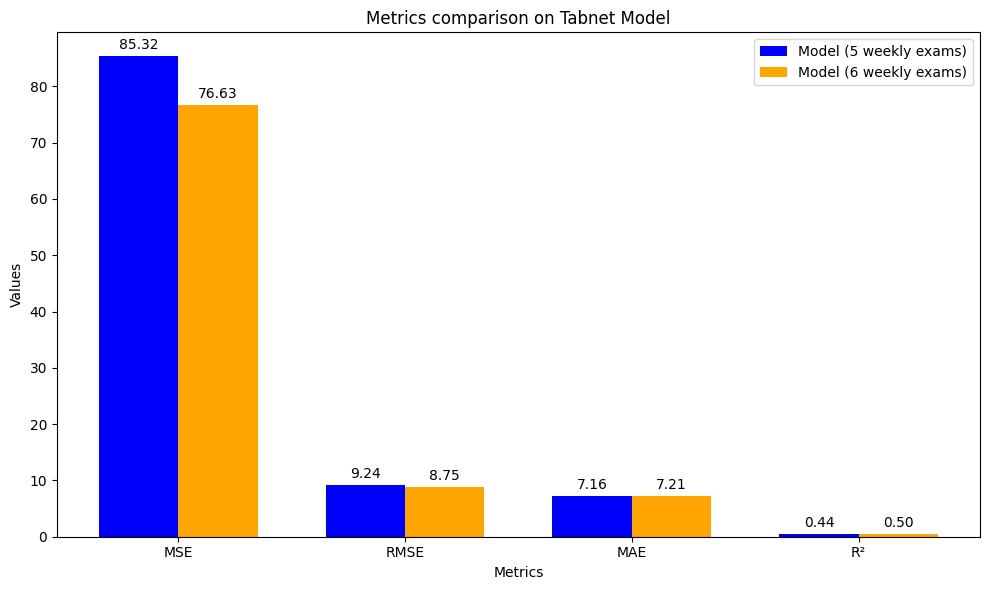 Metrics comparison on Tabnet Model
Model (5 weekly exams)
Model (6 weekly exams)
85.32
76.63
9.24
8.75
7.16
7.21
0.44
0.50
Values
80
70
60
50
40
30
20
10
0
MSE
RMSE
MAE
R²
Metrics